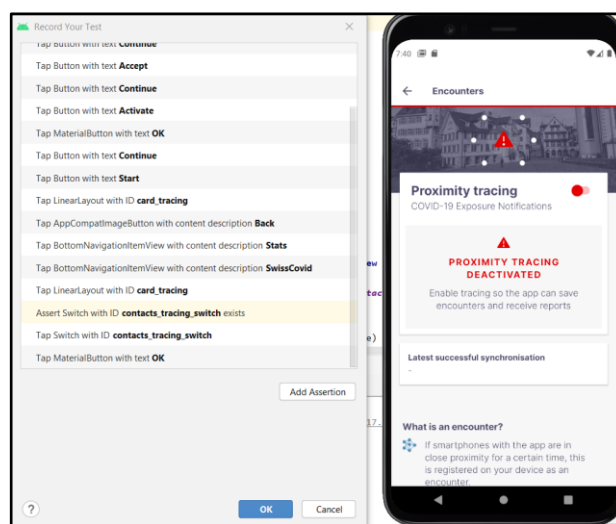 Record Your Test
Tap Button with text Continue
Tap Button with text Accept
Tap Button with text Continue
Tap Button with text Activate
Tap MaterialButton with text OK
Tap Button with text Continue
Tap Button with text Start
Tap LinearLayout with ID card_tracing
Tap AppCompatImageButton with content description Back
Tap BottomNavigationItemView with content description Stats
Tap BottomNavigationItemView with content description SwissCovid
Tap LinearLayout with ID card_tracing
Assert Switch with ID contacts_tracing_switch exists
Tap Switch with ID contacts_tracing_switch
Tap MaterialButton with text OK
Add Assertion
?
OK
Cancel
ew
tac
e)
17.
7:40
Encounters
Proximity tracing
COVID-19 Exposure Notifications
PROXIMITY TRACING
DEACTIVATED
Enable tracing so the app can save
encounters and receive reports
Latest successful synchronisation
-
What is an encounter?
If smartphones with the app are in
close proximity for a certain time, this
is registered on your device as an
encounter.